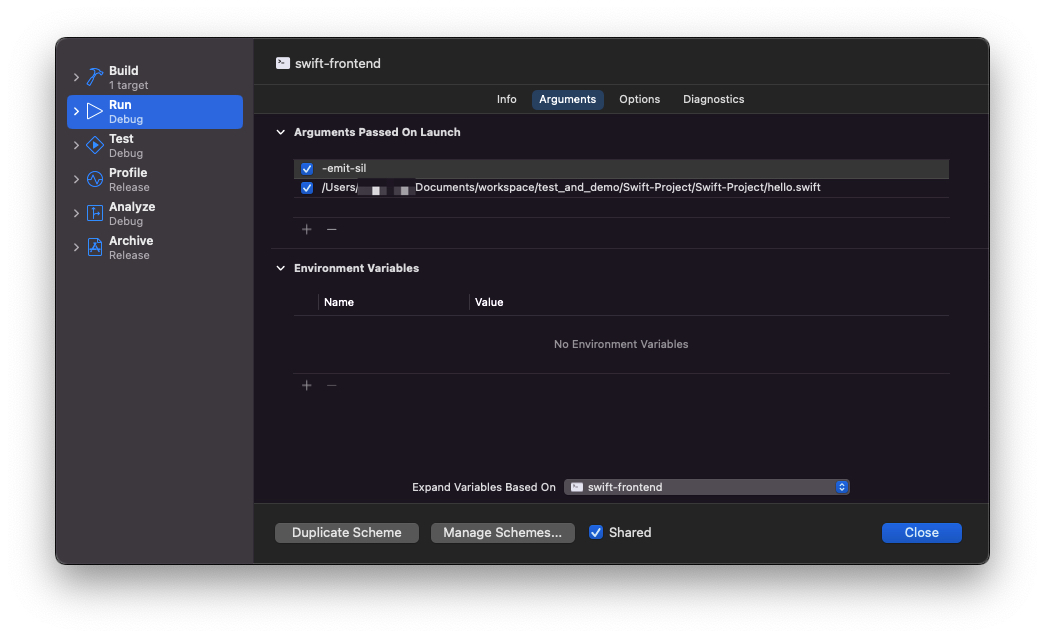 swift-frontend
Build
1 target
Run
Debug
Test
Debug
Profile
Release
Analyze
Debug
Archive
Release
Info Arguments Options Diagnostics
Arguments Passed On Launch
-emit-sil
/Users/ Documents/workspace/test_and_demo/Swift-Project/Swift-Project/hello.swift
Environment Variables
Name Value
No Environment Variables
Expand Variables Based On swift-frontend
Duplicate Scheme Manage Schemes... Shared Close